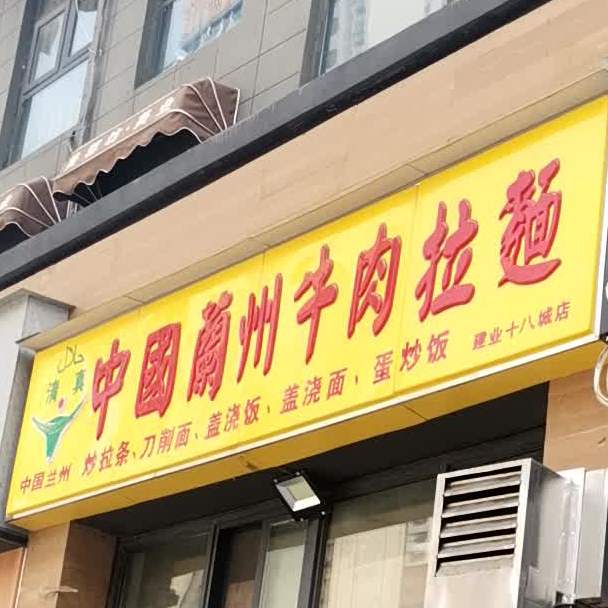 中國蘭州牛肉拉麵
清真
中国兰州 炒拉条、刀削面、盖浇饭、盖浇面、蛋炒饭 建业十八城店